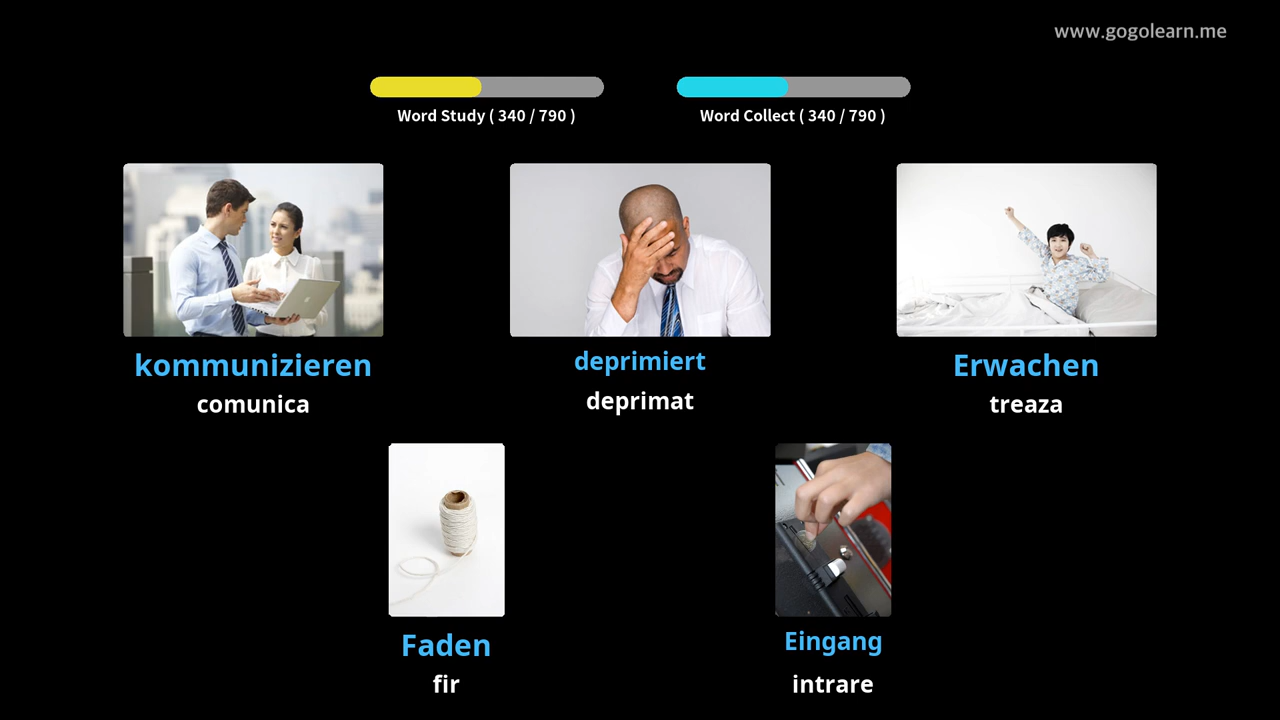 www.gogolearn.me
Word Study ( 340 / 790 )
Word Collect ( 340 / 790 )
kommunizieren
comunica
deprimiert
deprimat
Erwachen
treaza
Faden
fir
Eingang
intrare